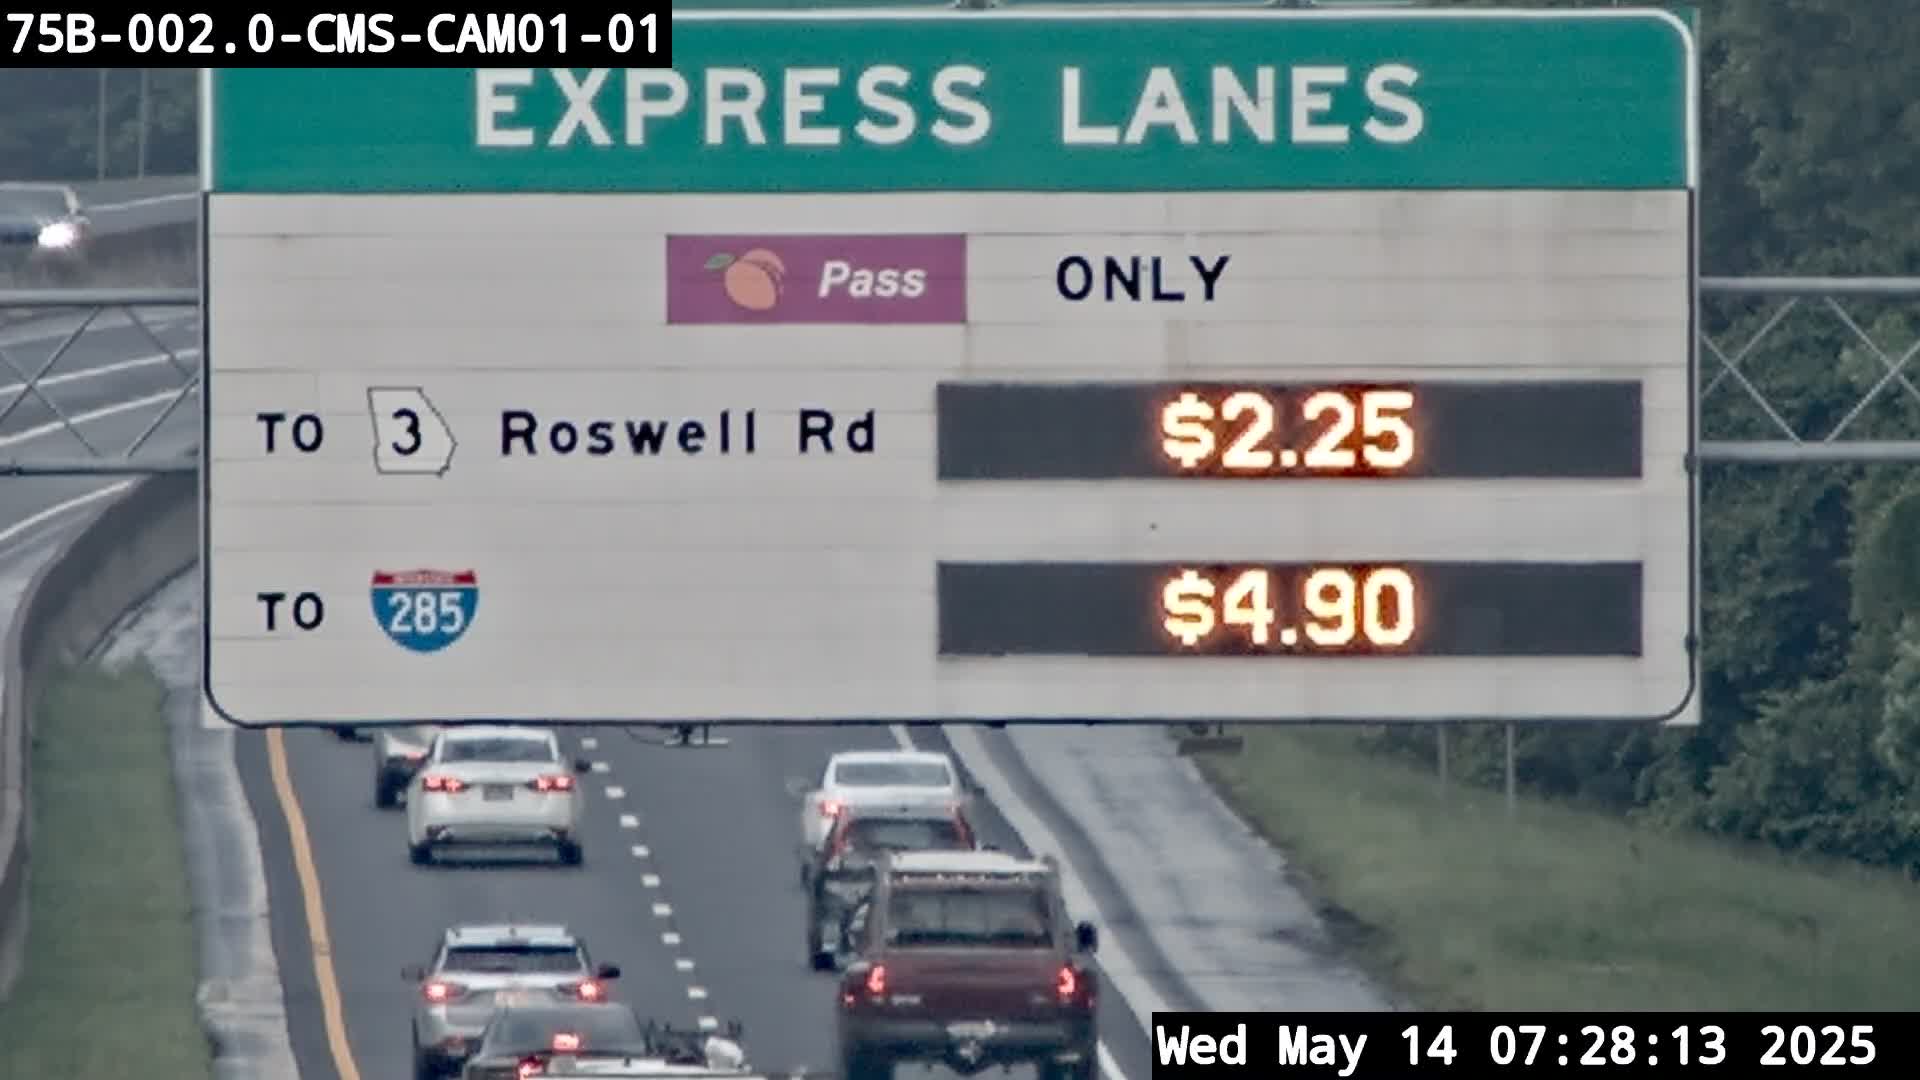 75B-002.0-CMS-CAM01-01
EXPRESS LANES
Pass ONLY
TO 3 Roswell Rd $2.25
TO 285 $4.90
Wed May 14 07:28:13 2025